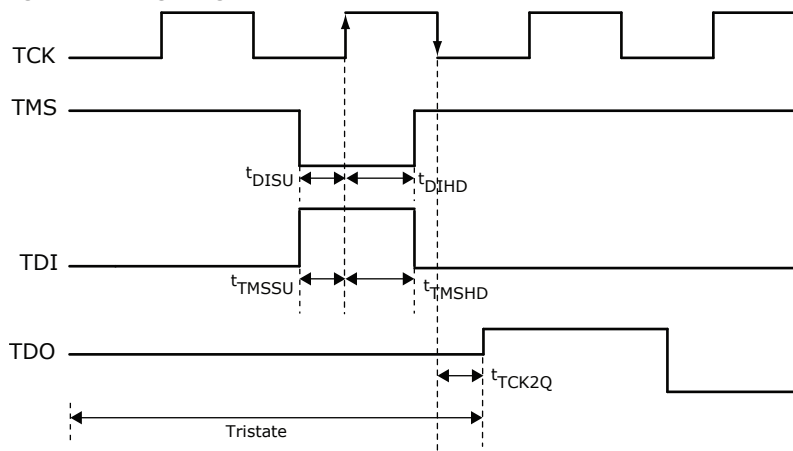 TCK
TMS
tDISU
tDIHD
TDI
tTMSSU
tTMSHD
TDO
tTCK2Q
Tristate